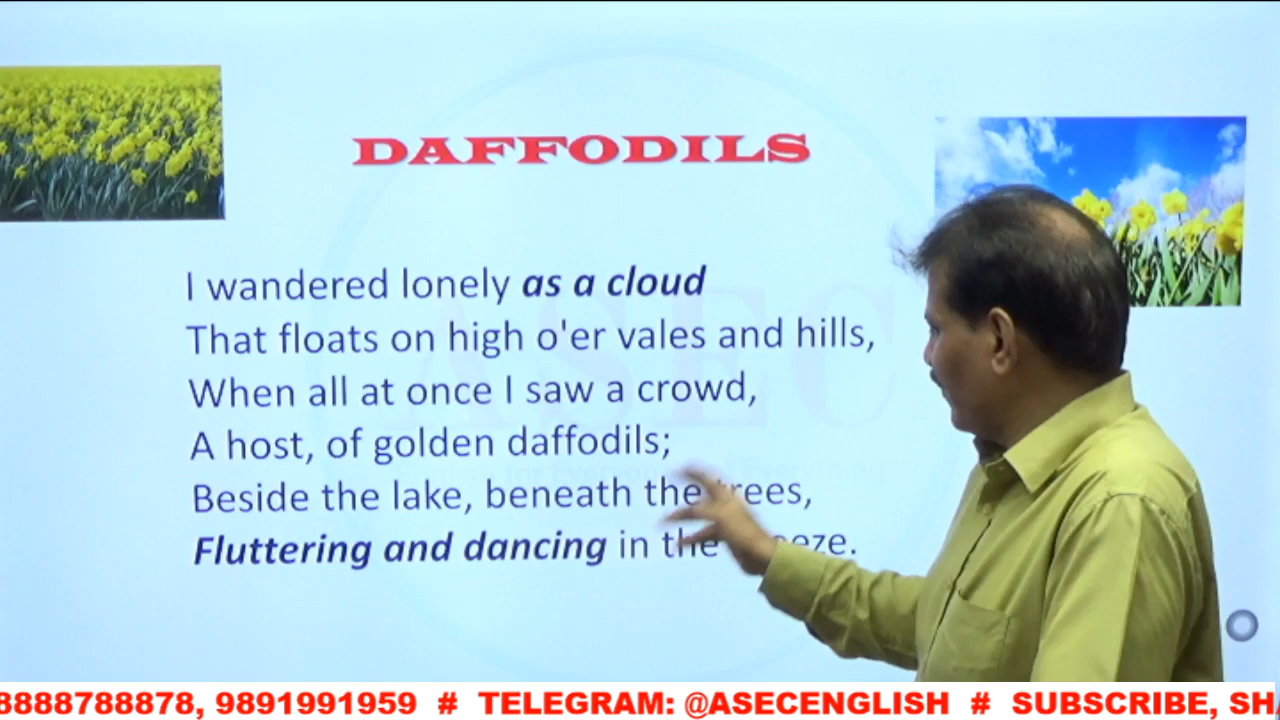 DAFFODILS
I wandered lonely as a cloud
That floats on high o'er vales and hills,
When all at once I saw a crowd,
A host, of golden daffodils;
Beside the lake, beneath the trees,
Fluttering and dancing in the
ASEC
8888788878, 9891991959 # TELEGRAM: @ASECENGLISH # SUBSCRIBE,